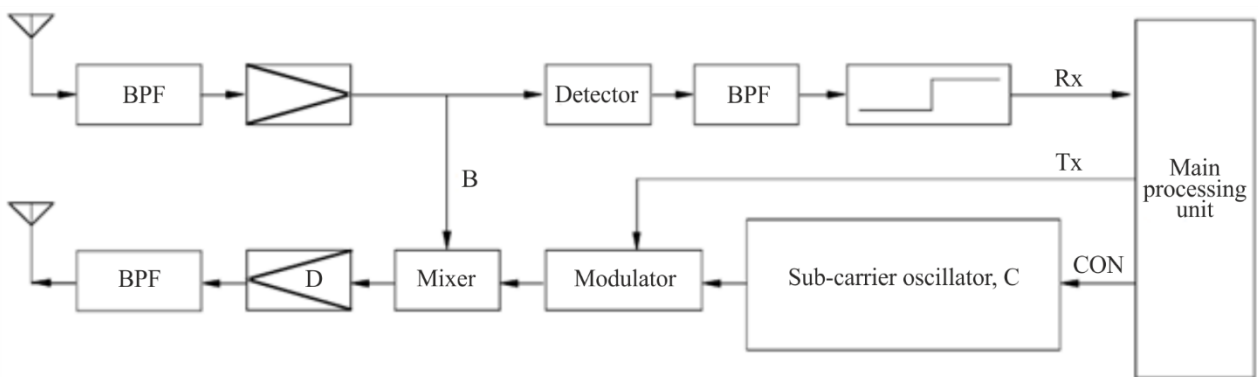 BPF
Detector
BPF
Rx
B
Tx
Main
processing
unit
BPF
D
Mixer
Modulator
Sub-carrier oscillator, C
CON